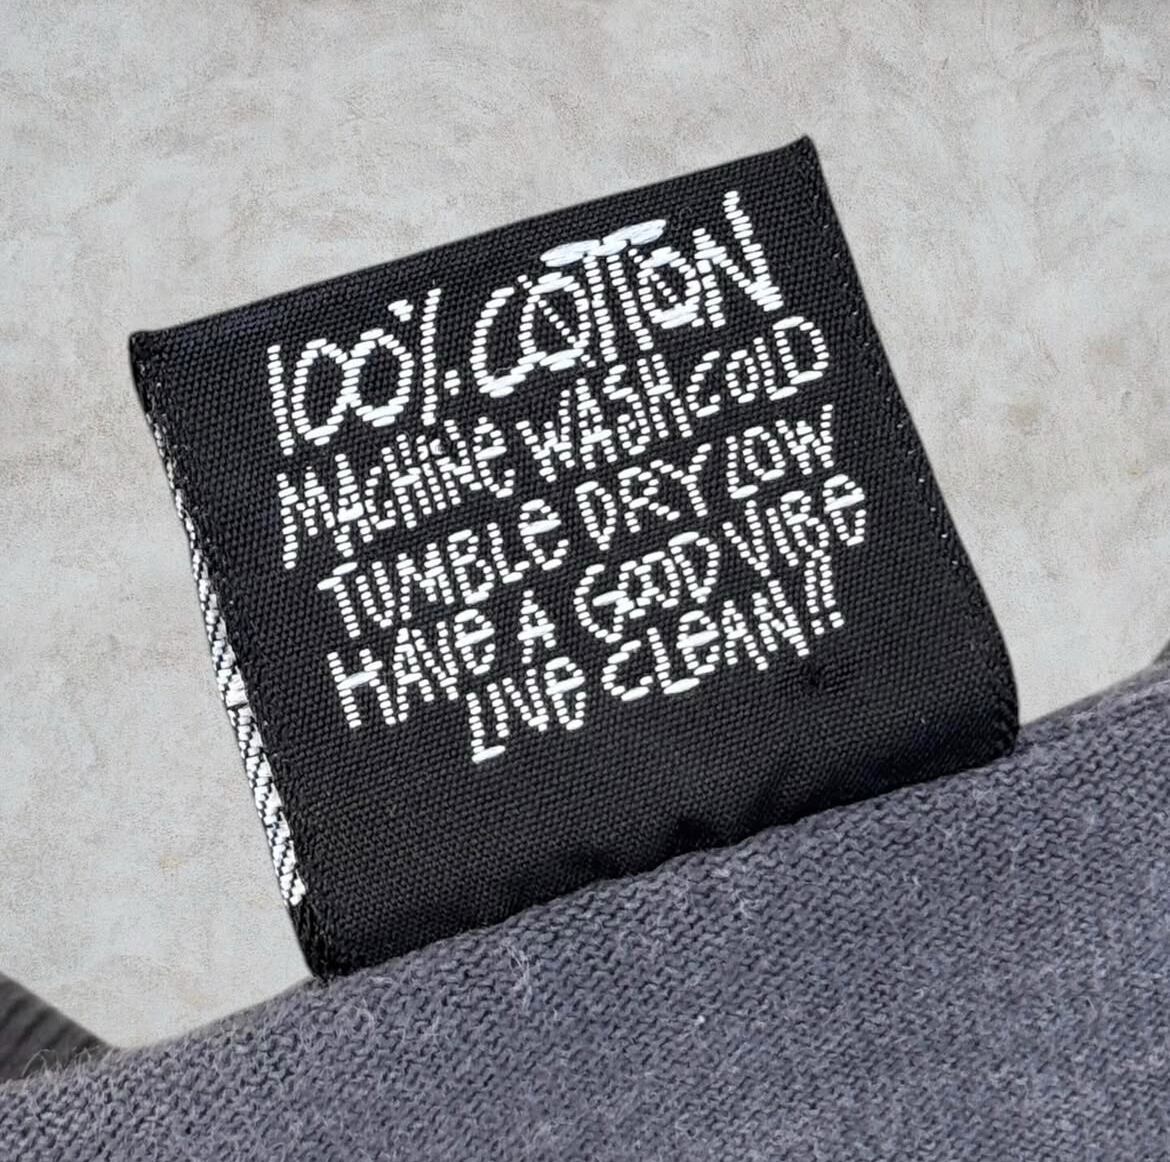 100% COTTON
MACHINE WASH COLD
TUMBLE DRY LOW
HAVE A GOOD VIBE
LIVE CLEAN!!